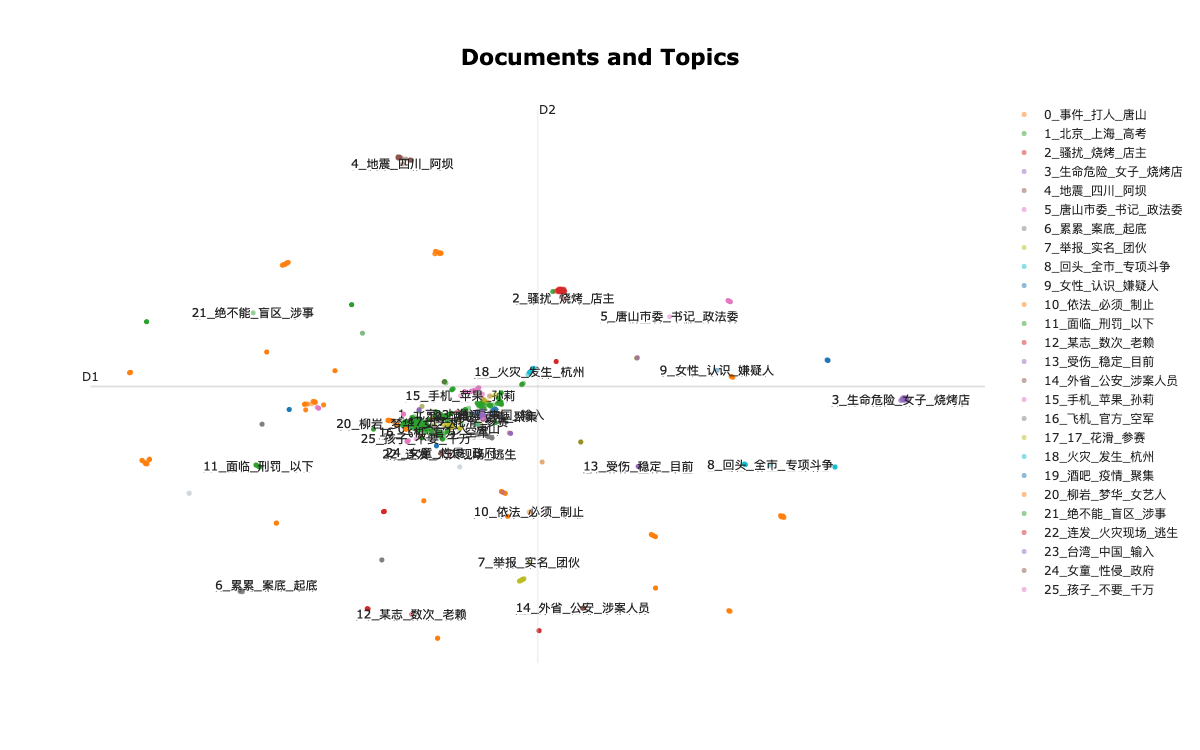 Documents and Topics
D2
4_地震_四川_阿坝
21_绝不能_盲区_涉事
2_骚扰_烧烤_店主
5_唐山市委_书记_政法委
D1
18_火灾_发生_杭州
9_女性_认识_嫌疑人
15_手机_苹果_孙莉
3_生命危险_女子_烧烤店
25_孩子_不要_千万
24_女童_性侵_政府
11_面临_刑罚_以下
13_受伤_稳定_目前
8_回头_全市_专项斗争
10_依法_必须_制止
7_举报_实名_团伙
6_累累_案底_起底
12_某志_数次_老赖
14_外省_公安_涉案人员
0_事件_打人_唐山
1_北京_上海_高考
2_骚扰_烧烤_店主
3_生命危险_女子_烧烤店
4_地震_四川_阿坝
5_唐山市委_书记_政法委
6_累累_案底_起底
7_举报_实名_团伙
8_回头_全市_专项斗争
9_女性_认识_嫌疑人
10_依法_必须_制止
11_面临_刑罚_以下
12_某志_数次_老赖
13_受伤_稳定_目前
14_外省_公安_涉案人员
15_手机_苹果_孙莉
16_飞机_官方_空军
17_17_花滑_参赛
18_火灾_发生_杭州
19_酒吧_疫情_聚集
20_柳岩_梦华_女艺人
21_绝不能_盲区_涉事
22_连发_火灾现场_逃生
23_台湾_中国_输入
24_女童_性侵_政府
25_孩子_不要_千万